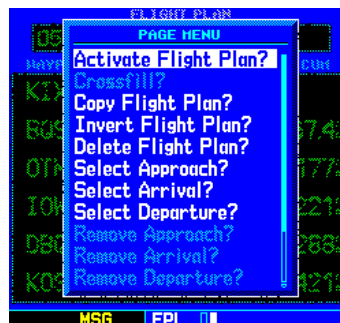 FLIGHT PLAN
PAGE MENU
05
Activate Flight Plan?
Crossfill?
Copy Flight Plan?
Invert Flight Plan?
Delete Flight Plan?
Select Approach?
Select Arrival?
Select Departure?
Remove Approach?
Remove Arrival?
Remove Departure?
MSG FPL